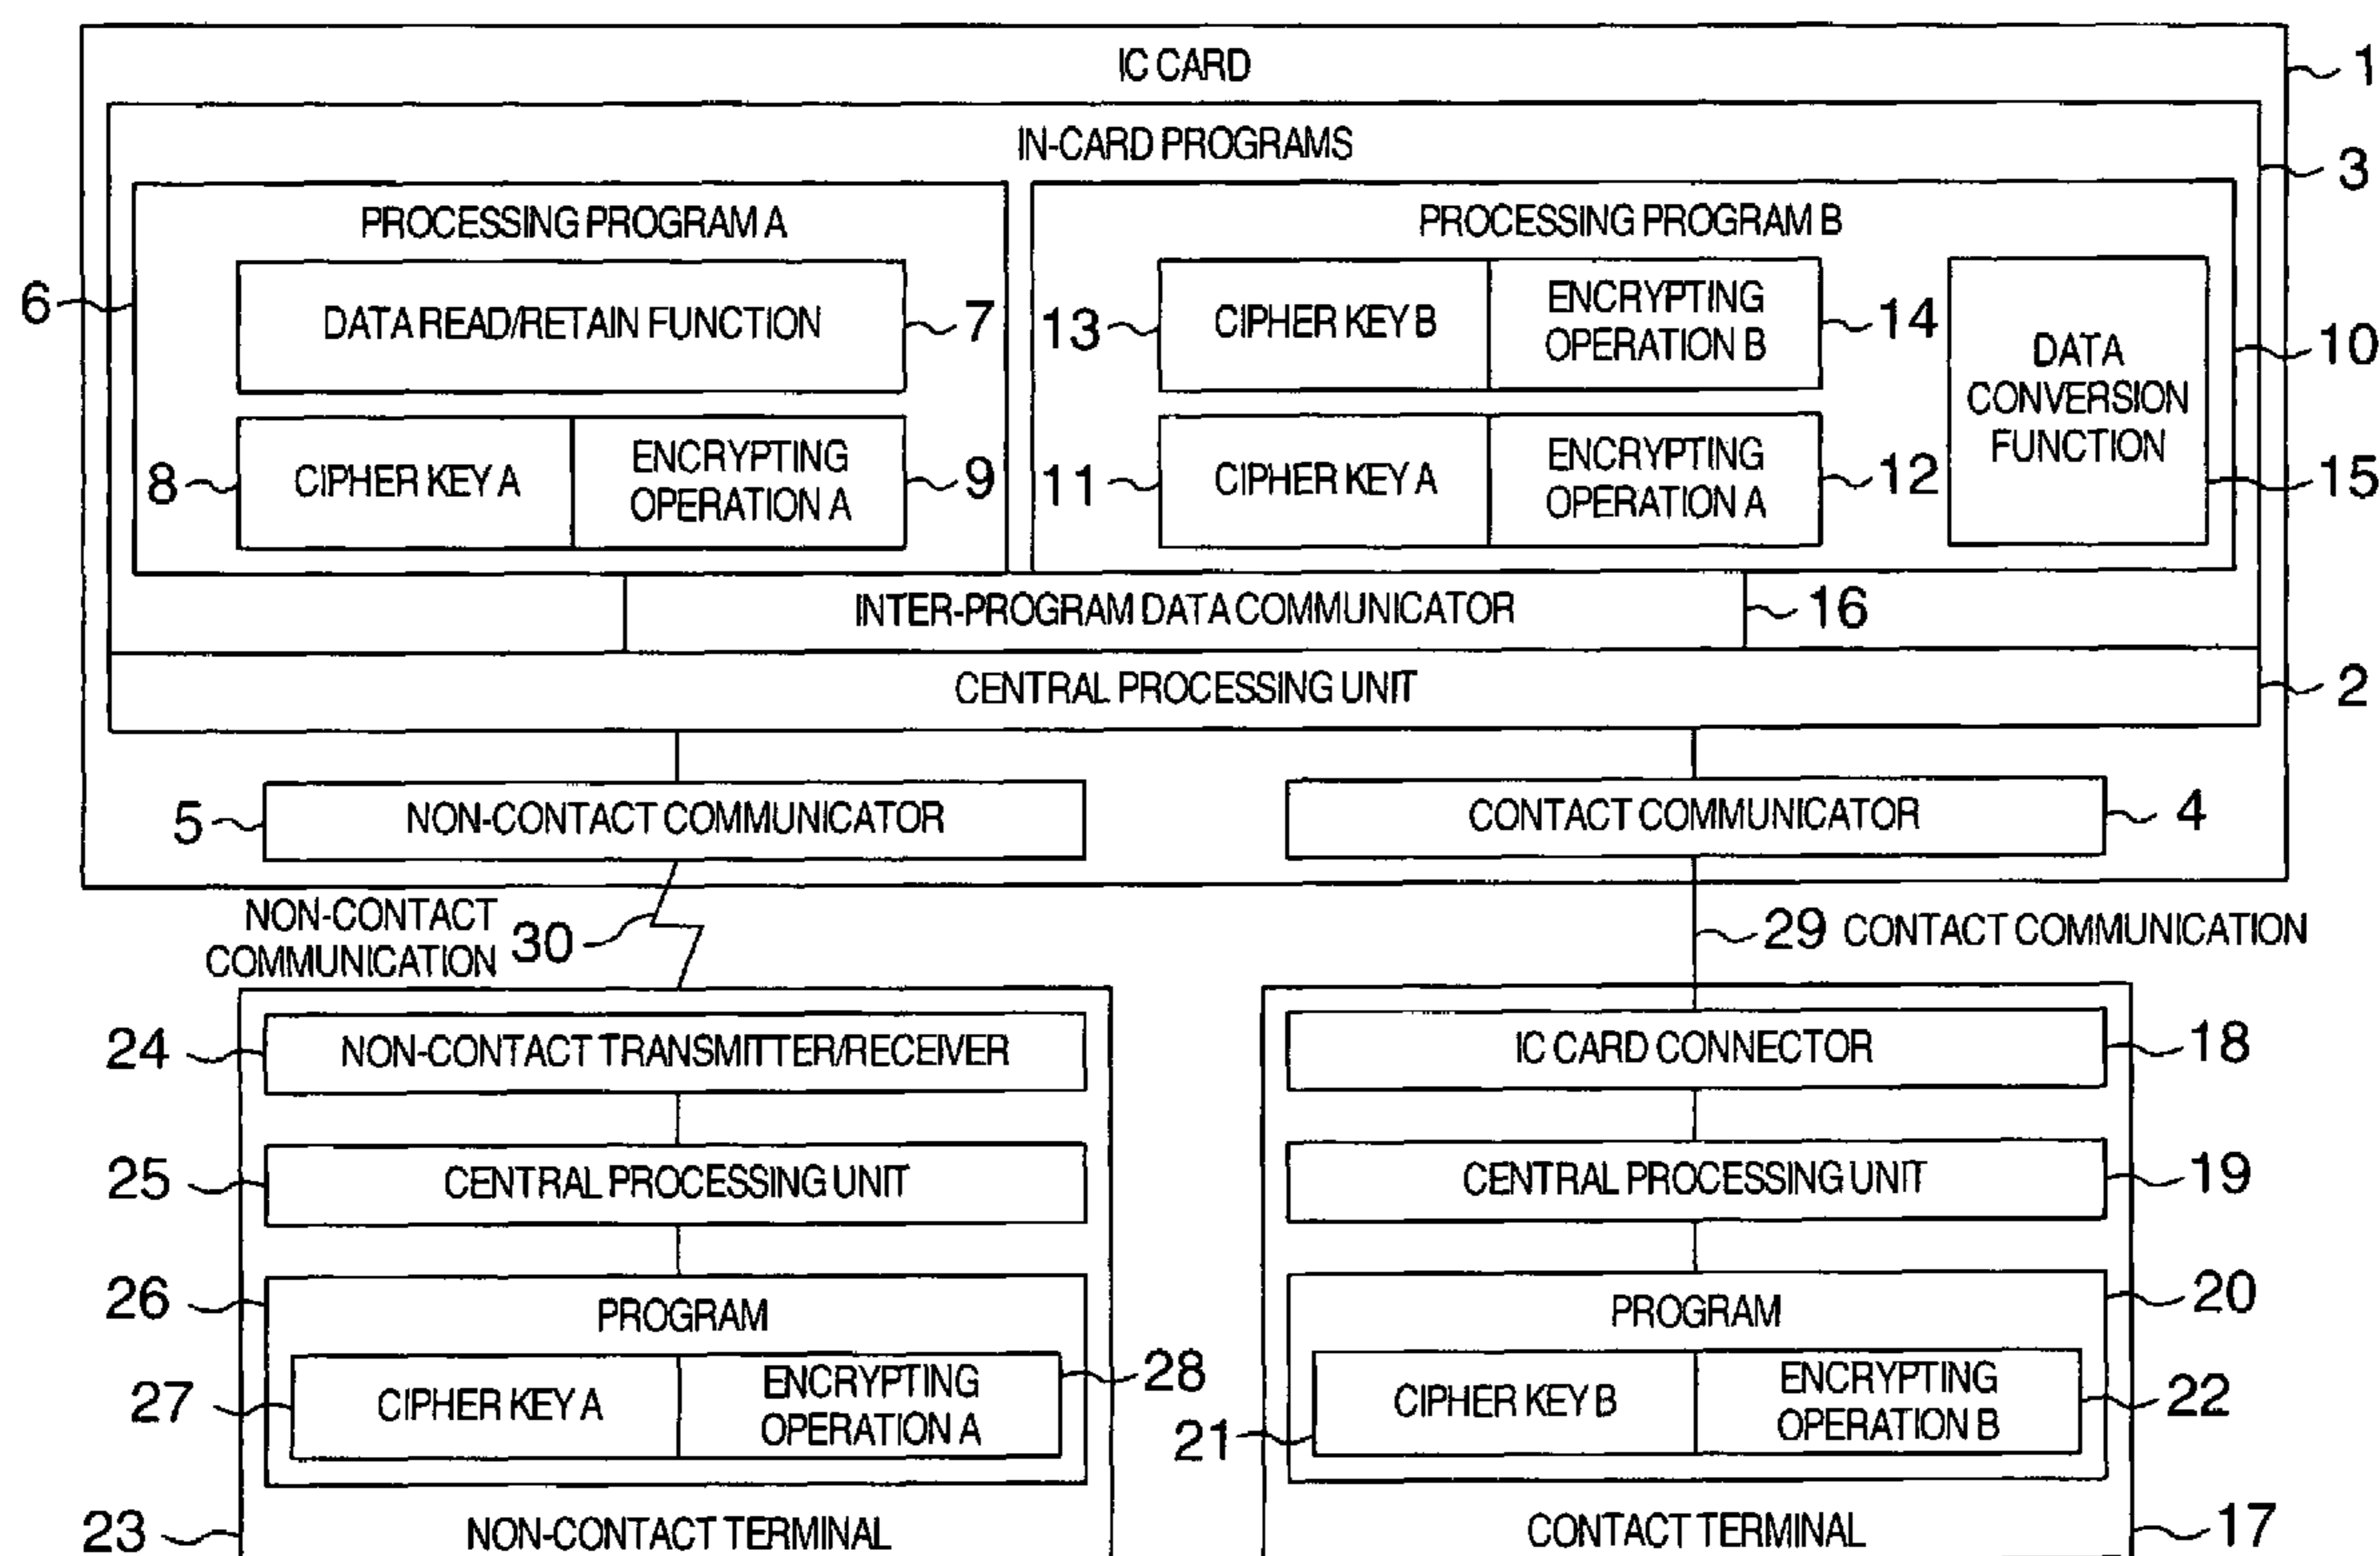 IC CARD
1
IN-CARD PROGRAMS
3
PROCESSING PROGRAM A
6
DATA READ/RETAIN FUNCTION
7
8
CIPHER KEY A
ENCRYPTING
OPERATION A
9
PROCESSING PROGRAM B
13
CIPHER KEY B
ENCRYPTING
OPERATION B
14
11
CIPHER KEY A
ENCRYPTING
OPERATION A
12
DATA
CONVERSION
FUNCTION
10
15
INTER-PROGRAM DATA COMMUNICATOR
16
CENTRAL PROCESSING UNIT
2
5
NON-CONTACT COMMUNICATOR
CONTACT COMMUNICATOR
4
NON-CONTACT
COMMUNICATION
30
29
CONTACT COMMUNICATION
24
NON-CONTACT TRANSMITTER/RECEIVER
25
CENTRAL PROCESSING UNIT
26
PROGRAM
27
CIPHER KEY A
ENCRYPTING
OPERATION A
28
23
NON-CONTACT TERMINAL
IC CARD CONNECTOR
18
CENTRAL PROCESSING UNIT
19
PROGRAM
20
21
CIPHER KEY B
ENCRYPTING
OPERATION B
22
CONTACT TERMINAL
17